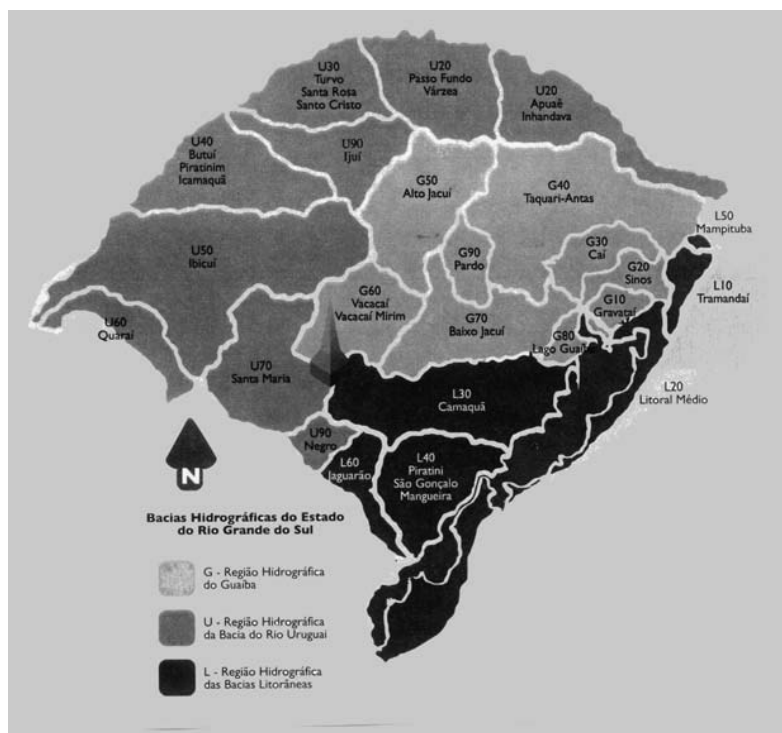 U30
Turvo
Santa Rosa
Santo Cristo
U20
Passo Fundo
Várzea
U20
Apuaê
Inhandava
U40
Butuí
Piratinim
Icamaquã
U90
Ijuí
G50
Alto Jacuí
G40
Taquari-Antas
L50
Mampituba
U50
Ibicuí
G90
Pardo
G30
Caí
G20
Sinos
L10
Tramandaí
G60
Vacacaí
Vacacaí Mirim
G10
Gravataí
U60
Quaraí
G70
Baixo Jacuí
G80
Lago Guaíba
U70
Santa Maria
L30
Camaquã
L20
Litoral Médio
U90
Negro
L60
Jaguarão
L40
Piratini
São Gonçalo
Mangueira
N
Bacias Hidrográficas do Estado
do Rio Grande do Sul
G - Região Hidrográfica
do Guaíba
U - Região Hidrográfica
da Bacia do Rio Uruguai
L - Região Hidrográfica
das Bacias Litorâneas